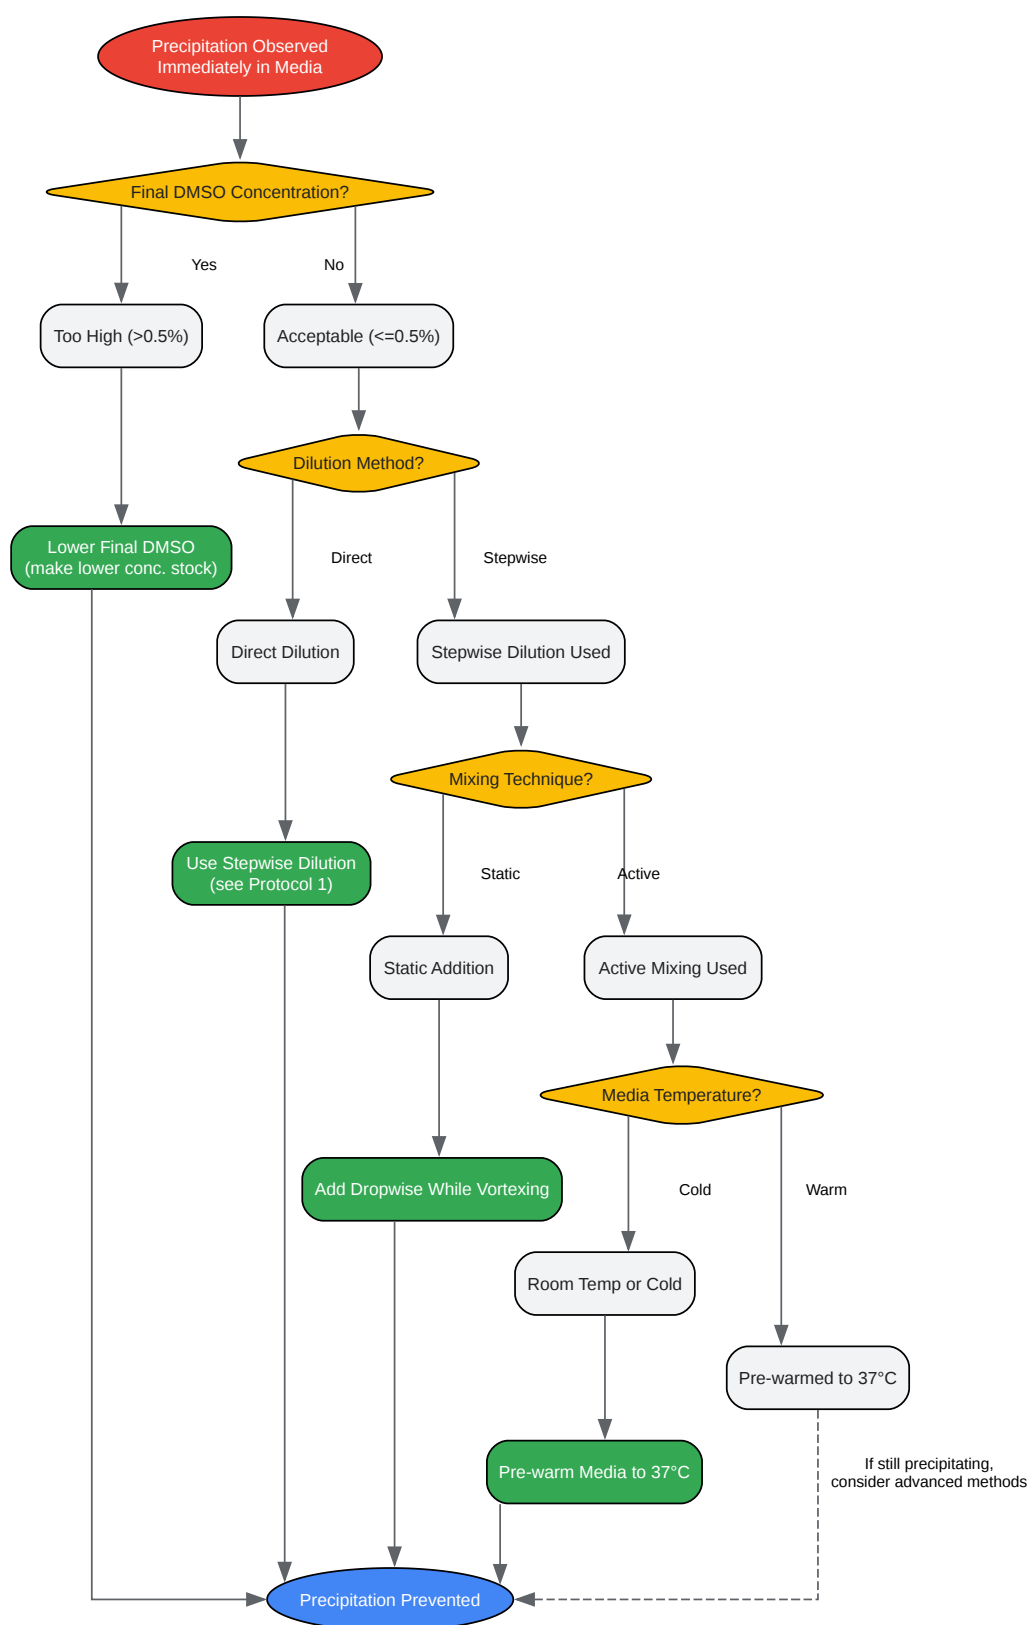 Precipitation Observed
Immediately in Media
Final DMSO Concentration?
Yes
No
Too High (>0.5%)
Acceptable (<=0.5%)
Dilution Method?
Lower Final DMSO
(make lower conc. stock)
Direct
Stepwise
Direct Dilution
Stepwise Dilution Used
Mixing Technique?
Use Stepwise Dilution
(see Protocol 1)
Static
Active
Static Addition
Active Mixing Used
Media Temperature?
Add Dropwise While Vortexing
Cold
Warm
Room Temp or Cold
Pre-warmed to 37°C
Pre-warm Media to 37°C
If still precipitating,
consider advanced methods
Precipitation Prevented